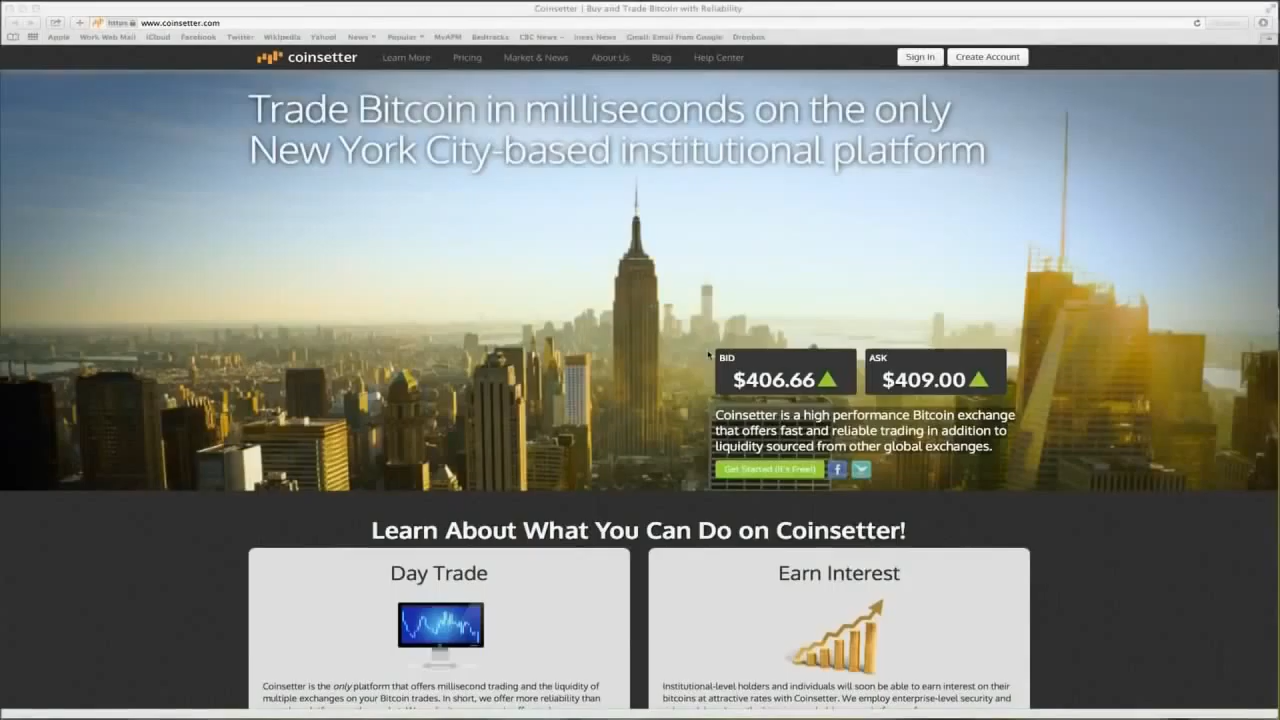 Coinsetter | Buy and Trade Bitcoin with Reliability
https www.coinsetter.com
Apple Work Web Mail iCloud Facebook Twitter Wikipedia Yahoo! News Popular MyAPM Bedtracks CBC News Inews News Gmail: Email from Google Dropbox
coinsetter Learn More Pricing Market & News About Us Blog Help Center Sign In Create Account
Trade Bitcoin in milliseconds on the only
New York City-based institutional platform
BID ASK
$406.66 $409.00
Coinsetter is a high performance Bitcoin exchange
that offers fast and reliable trading in addition to
liquidity sourced from other global exchanges.
Get Started (It's Free!)
Learn About What You Can Do on Coinsetter!
Day Trade
Coinsetter is the only platform that offers millisecond trading and the liquidity of
multiple exchanges on your Bitcoin trades. In short, we offer more reliability than
Earn Interest
Institutional-level holders and individuals will soon be able to earn interest on their
bitcoins at attractive rates with Coinsetter. We employ enterprise-level security and